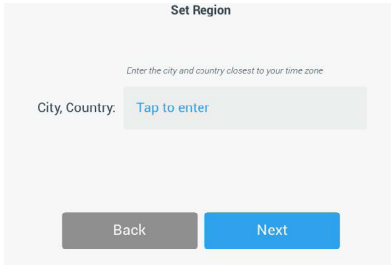 Set Region
Enter the city and country closest to your time zone
City, Country: Tap to enter
Back Next